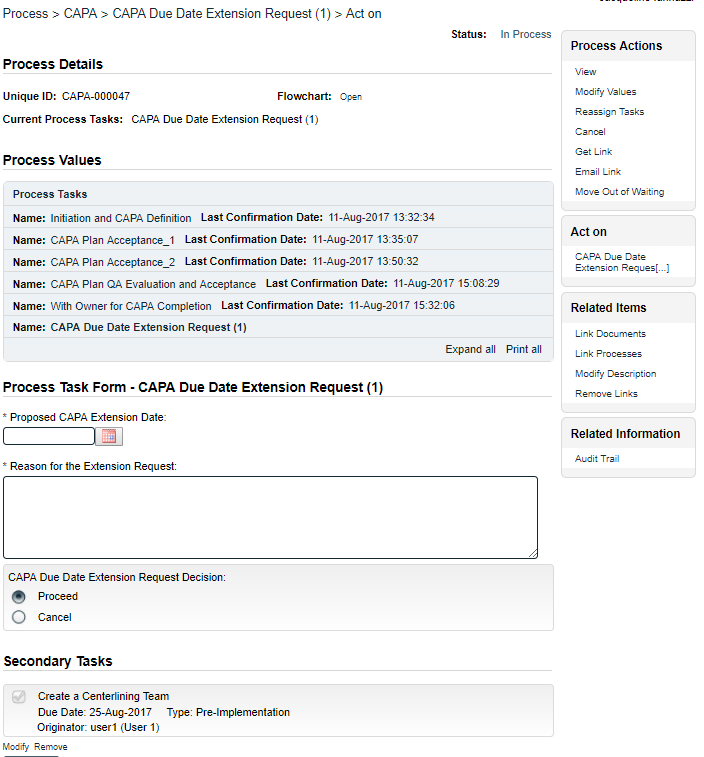 Process > CAPA > CAPA Due Date Extension Request (1) > Act on
Status: In Process
Process Details
Unique ID: CAPA-000047 Flowchart: Open
Current Process Tasks: CAPA Due Date Extension Request (1)
Process Values
Process Tasks
Name: Initiation and CAPA Definition Last Confirmation Date: 11-Aug-2017 13:32:34
Name: CAPA Plan Acceptance_1 Last Confirmation Date: 11-Aug-2017 13:35:07
Name: CAPA Plan Acceptance_2 Last Confirmation Date: 11-Aug-2017 13:50:32
Name: CAPA Plan QA Evaluation and Acceptance Last Confirmation Date: 11-Aug-2017 15:08:29
Name: With Owner for CAPA Completion Last Confirmation Date: 11-Aug-2017 15:32:06
Name: CAPA Due Date Extension Request (1)
Expand all Print all
Process Task Form - CAPA Due Date Extension Request (1)
* Proposed CAPA Extension Date:
* Reason for the Extension Request:
CAPA Due Date Extension Request Decision:
Proceed
Cancel
Secondary Tasks
Create a Centerlining Team
Due Date: 25-Aug-2017 Type: Pre-Implementation
Originator: user1 (User 1)
Modify Remove
Process Actions
View
Modify Values
Reassign Tasks
Cancel
Get Link
Email Link
Move Out of Waiting
Act on
CAPA Due Date
Extension Reques[...]
Related Items
Link Documents
Link Processes
Modify Description
Remove Links
Related Information
Audit Trail